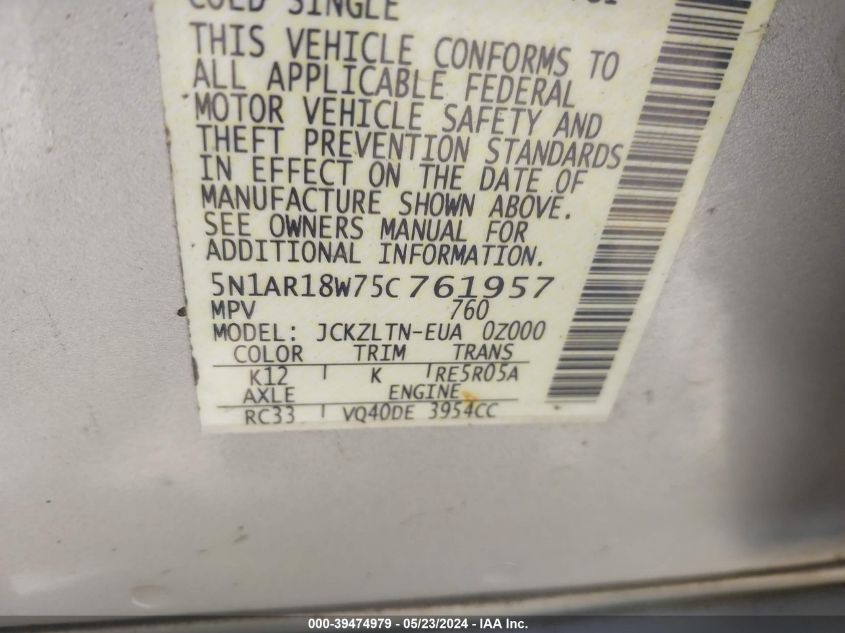 COLD SINGLE
THIS VEHICLE CONFORMS TO
ALL APPLICABLE FEDERAL
MOTOR VEHICLE SAFETY AND
THEFT PREVENTION STANDARDS
IN EFFECT ON THE DATE OF
MANUFACTURE SHOWN ABOVE.
SEE OWNERS MANUAL FOR
ADDITIONAL INFORMATION.
5N1AR18W75C761957
MPV 760
MODEL: JCKZLTN-EUA 0Z000
COLOR TRIM TRANS
K12 K RE5R05A
AXLE ENGINE
RC33 VQ40DE 3954CC
000-39474979 - 05/23/2024 - IAA Inc.